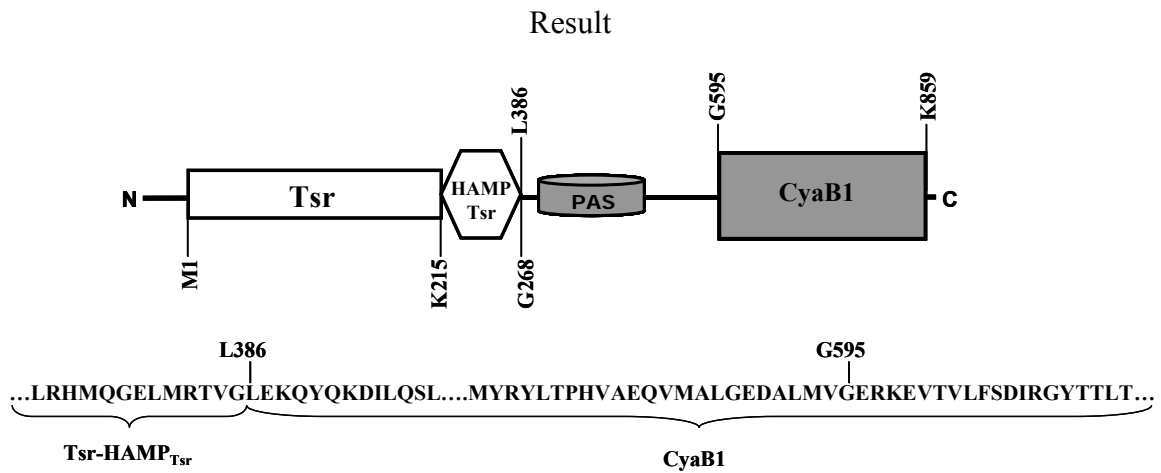 Result
G595
K859
L386
N
Tsr
HAMP
Tsr
PAS
CyaB1
C
M1
K215
G268
L386
G595
...LRHMQGELMRTVGLEKQYQKDILQSL....MYRYLTPHVAEQVMALGEDALMVGERKEVTVLFSDIRGYTTLT...
Tsr-HAMPTsr
CyaB1